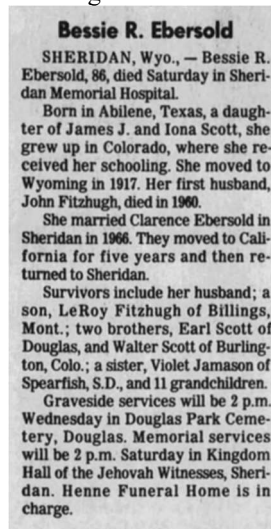 Bessie R. Ebersold
SHERIDAN, Wyo., — Bessie R.
Ebersold, 86, died Saturday in Sheri-
dan Memorial Hospital.
Born in Abilene, Texas, a daugh-
ter of James J. and Iona Scott, she
grew up in Colorado, where she re-
ceived her schooling. She moved to
Wyoming in 1917. Her first husband,
John Fitzhugh, died in 1960.
She married Clarence Ebersold in
Sheridan in 1966. They moved to Cali-
fornia for five years and then re-
turned to Sheridan.
Survivors include her husband; a
son, LeRoy Fitzhugh of Billings,
Mont.; two brothers, Earl Scott of
Douglas, and Walter Scott of Burling-
ton, Colo.; a sister, Violet Jamason of
Spearfish, S.D., and 11 grandchildren.
Graveside services will be 2 p.m.
Wednesday in Douglas Park Ceme-
tery, Douglas. Memorial services
will be 2 p.m. Saturday in Kingdom
Hall of the Jehovah Witnesses, Sheri-
dan. Henne Funeral Home is in
charge.